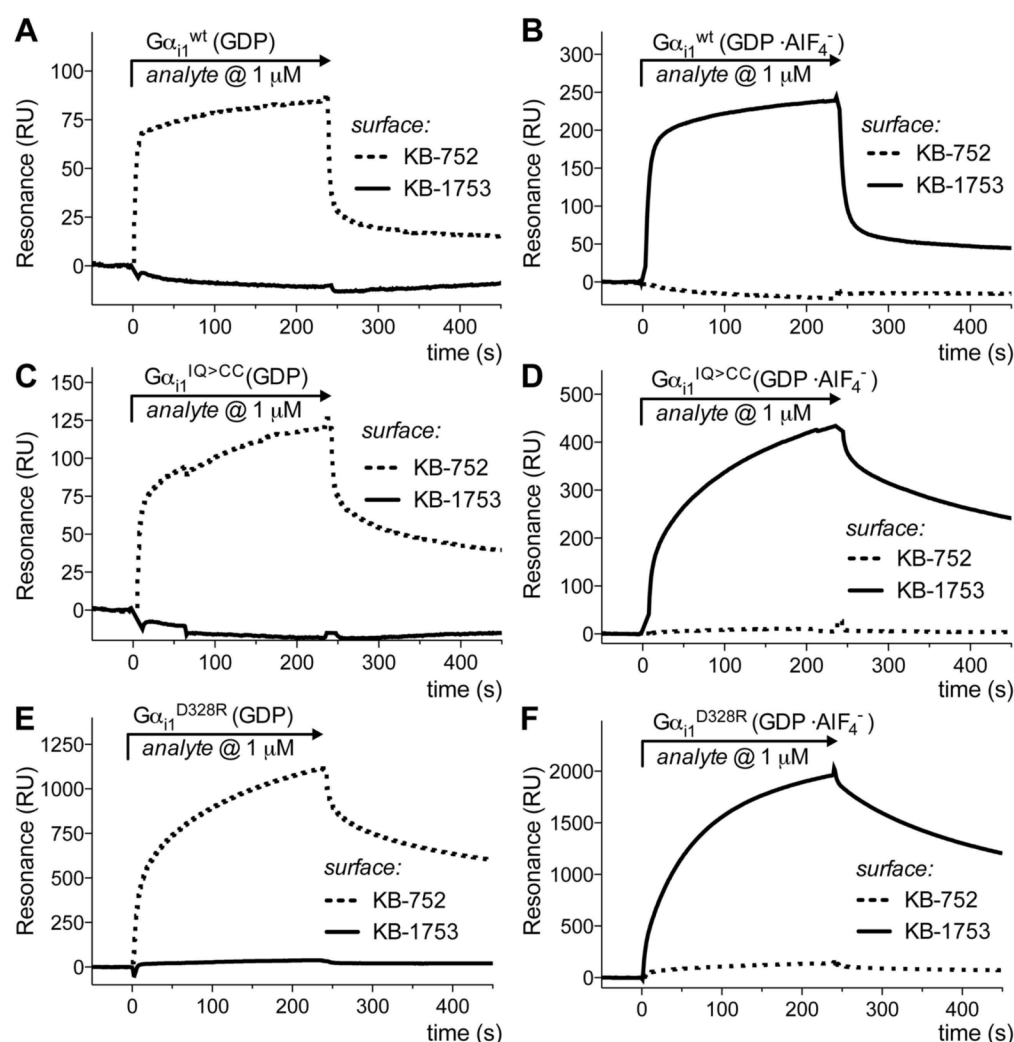 A
Gαi1wt (GDP)
analyte @ 1 μM
100
75
50
25
0
Resonance (RU)
surface:
KB-752
KB-1753
0 100 200 300 400
time (s)
B
Gαi1wt (GDP·AlF4-)
analyte @ 1 μM
300
250
200
150
100
50
0
Resonance (RU)
surface:
KB-752
KB-1753
0 100 200 300 400
time (s)
C
Gαi1IQ>CC (GDP)
analyte @ 1 μM
150
125
100
75
50
25
0
Resonance (RU)
surface:
KB-752
KB-1753
0 100 200 300 400
time (s)
D
Gαi1IQ>CC (GDP·AlF4-)
analyte @ 1 μM
500
400
300
200
100
0
Resonance (RU)
surface:
KB-752
KB-1753
0 100 200 300 400
time (s)
E
Gαi1D328R (GDP)
analyte @ 1 μM
1250
1000
750
500
250
0
Resonance (RU)
surface:
KB-752
KB-1753
0 100 200 300 400
time (s)
F
Gαi1D328R (GDP·AlF4-)
analyte @ 1 μM
2000
1500
1000
500
0
Resonance (RU)
surface:
KB-752
KB-1753
0 100 200 300 400
time (s)